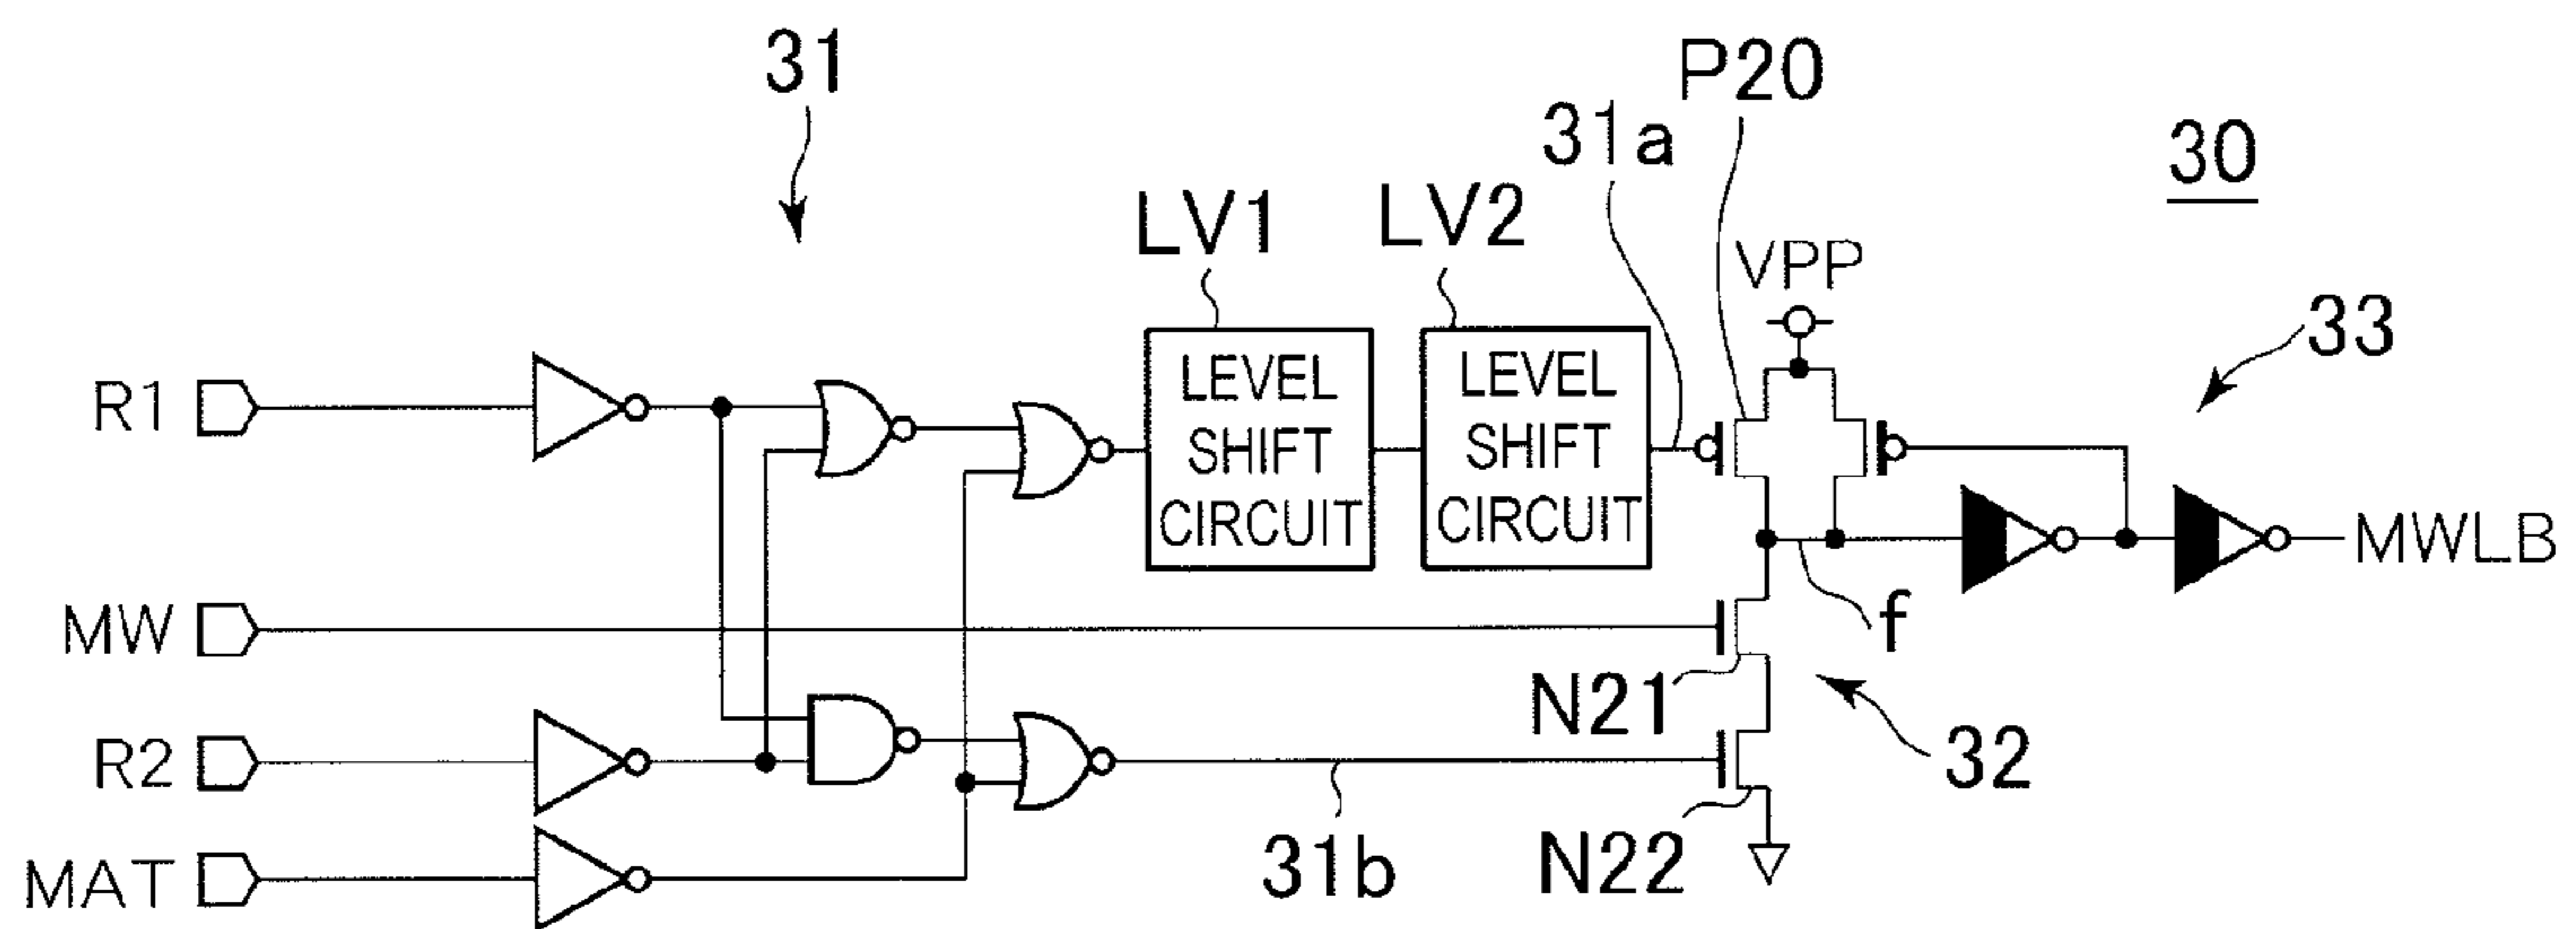 31
P20
31a
30
LV1
LV2
VPP
33
R1
LEVEL
SHIFT
CIRCUIT
LEVEL
SHIFT
CIRCUIT
MWLB
f
MW
N21
32
R2
31b
N22
MAT